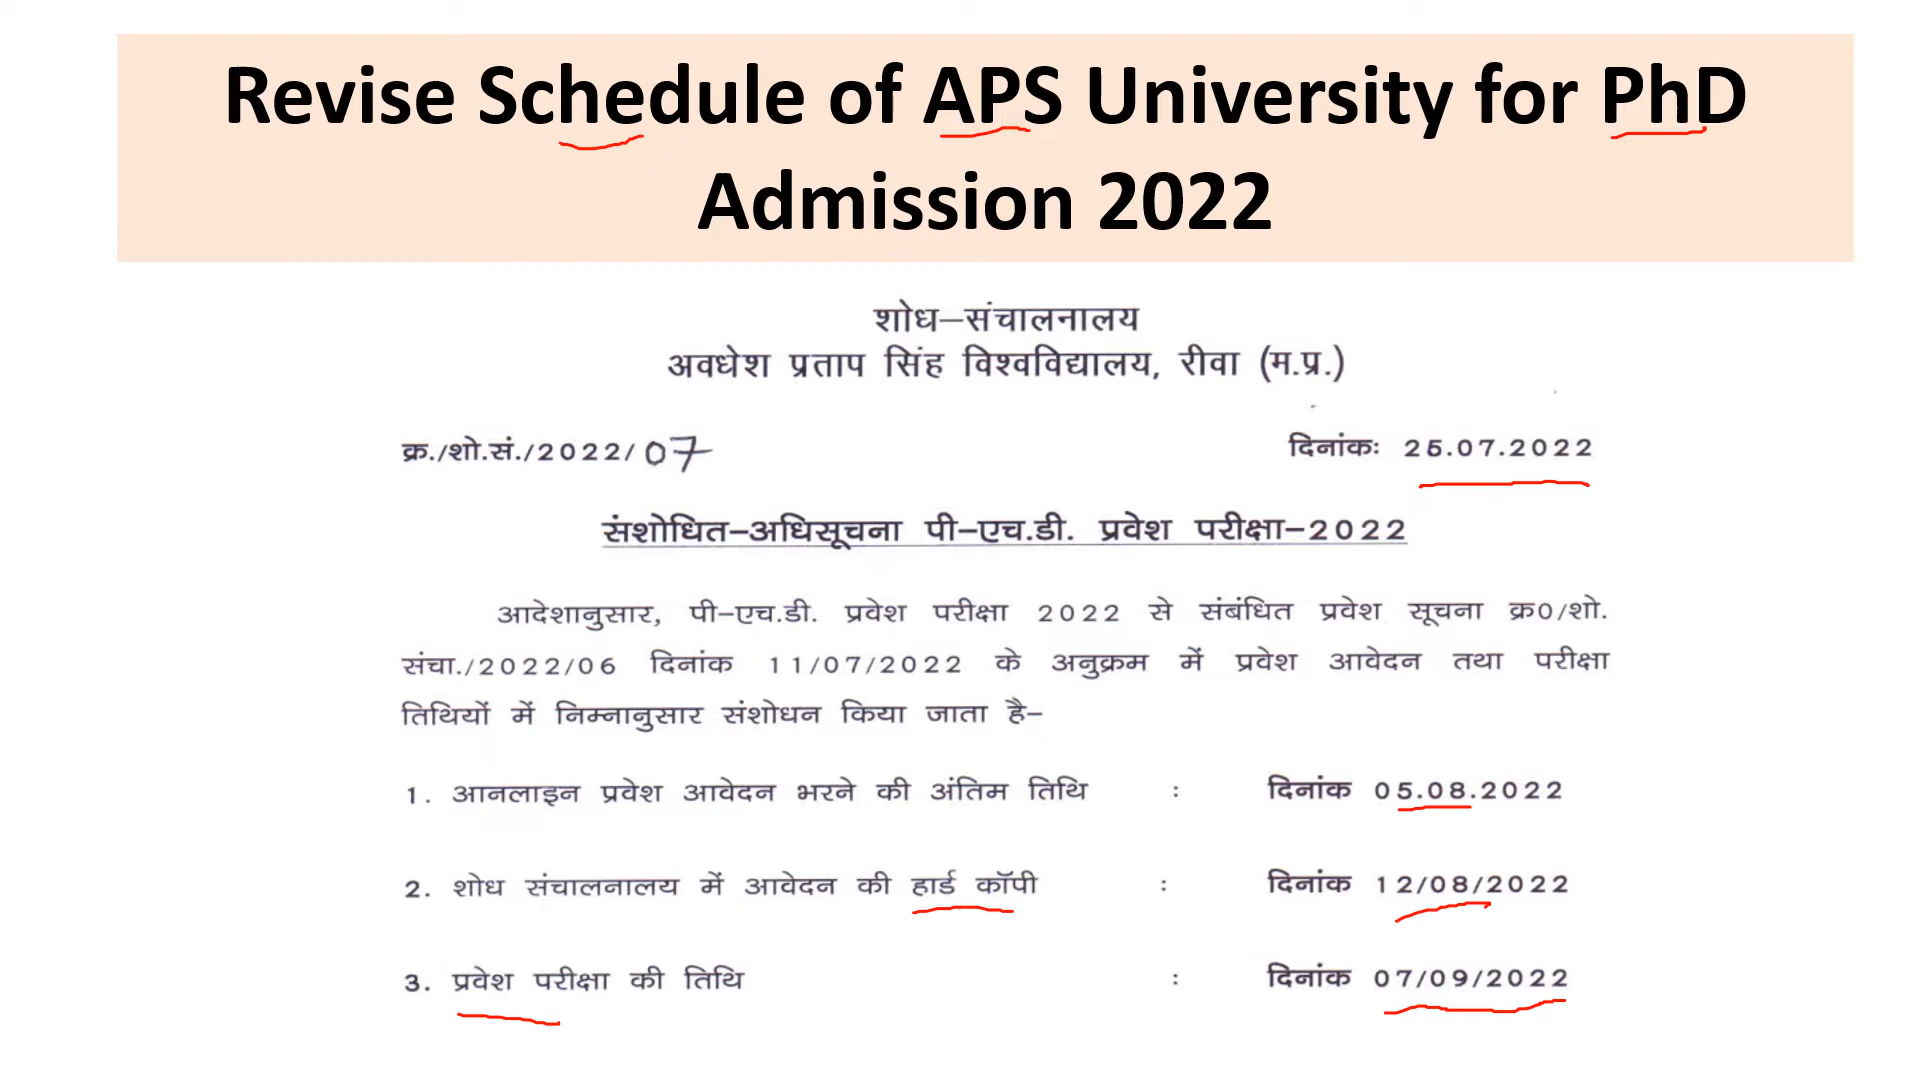 Revise Schedule of APS University for PhD
Admission 2022
शोध–संचालनालय
अवधेश प्रताप सिंह विश्वविद्यालय, रीवा (म.प्र.)
क्र./शो.सं./2022/07 दिनांकः 25.07.2022
संशोधित–अधिसूचना पी–एच.डी. प्रवेश परीक्षा–2022
आदेशानुसार, पी–एच.डी. प्रवेश परीक्षा 2022 से संबंधित प्रवेश सूचना क्र0/शो.
संचा./2022/06 दिनांक 11/07/2022 के अनुक्रम में प्रवेश आवेदन तथा परीक्षा
तिथियों में निम्नानुसार संशोधन किया जाता है–
1. आनलाइन प्रवेश आवेदन भरने की अंतिम तिथि : दिनांक 05.08.2022
2. शोध संचालनालय में आवेदन की हार्ड कॉपी : दिनांक 12/08/2022
3. प्रवेश परीक्षा की तिथि : दिनांक 07/09/2022